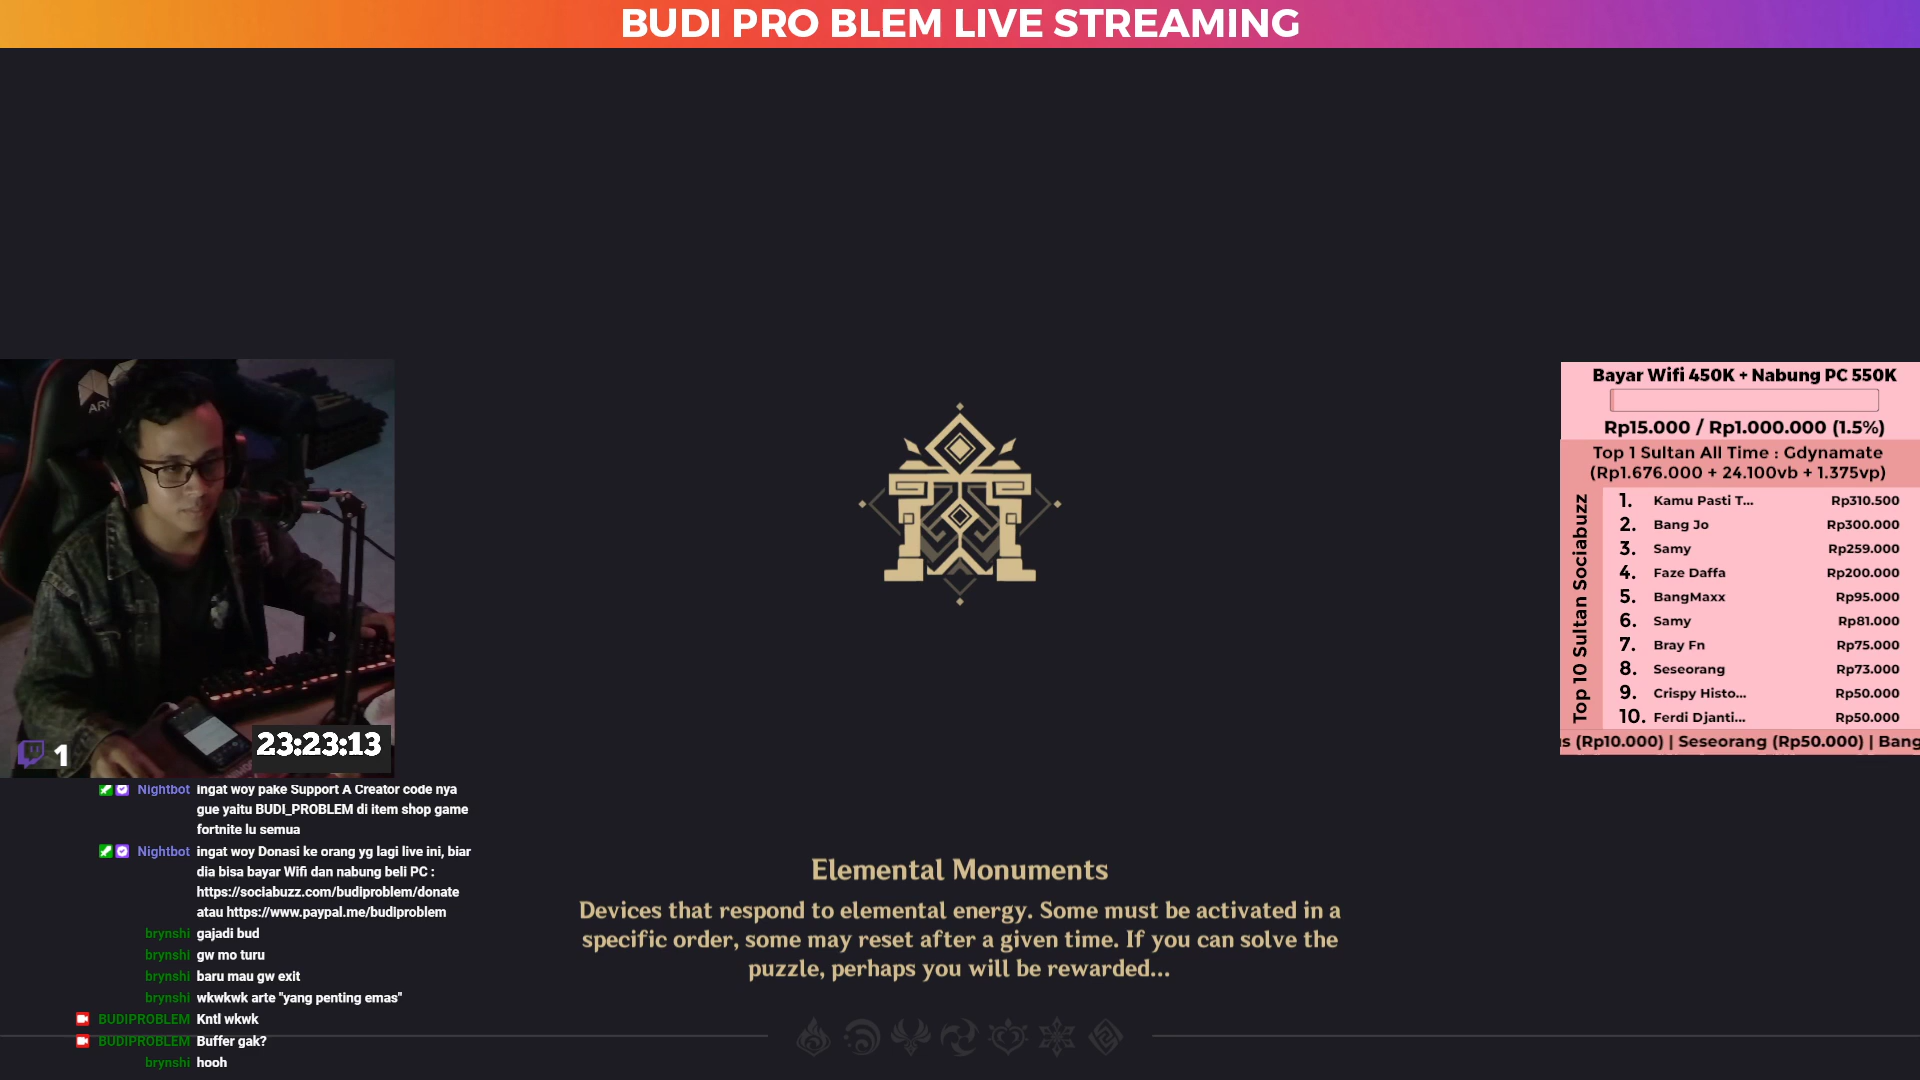 BUDI PRO BLEM LIVE STREAMING
Bayar Wifi 450K + Nabung PC 550K
Rp15.000 / Rp1.000.000 (1.5%)
Top 1 Sultan All Time : Gdynamate
(Rp1.676.000 + 24.100vb + 1.375vp)
Top 10 Sultan Sociabuzz
1. Kamu Pasti T... Rp310.500
2. Bang Jo Rp300.000
3. Samy Rp259.000
4. Faze Daffa Rp200.000
5. BangMaxx Rp95.000
6. Samy Rp81.000
7. Bray Fn Rp75.000
8. Seseorang Rp73.000
9. Crispy Histo... Rp50.000
10. Ferdi Djanti... Rp50.000
s (Rp10.000) | Seseorang (Rp50.000) | Bang
23:23:13
1
Nightbot ingat woy pake Support A Creator code nya
gue yaitu BUDI_PROBLEM di item shop game
fortnite lu semua
Nightbot ingat woy Donasi ke orang yg lagi live ini, biar
dia bisa bayar Wifi dan nabung beli PC :
https://sociabuzz.com/budiproblem/donate
atau https://www.paypal.me/budiproblem
brynshi gajadi bud
brynshi gw mo turu
brynshi baru mau gw exit
brynshi wkwkwk arte "yang penting emas"
BUDIPROBLEM Kntl wkwk
BUDIPROBLEM Buffer gak?
brynshi hooh
Elemental Monuments
Devices that respond to elemental energy. Some must be activated in a
specific order, some may reset after a given time. If you can solve the
puzzle, perhaps you will be rewarded...